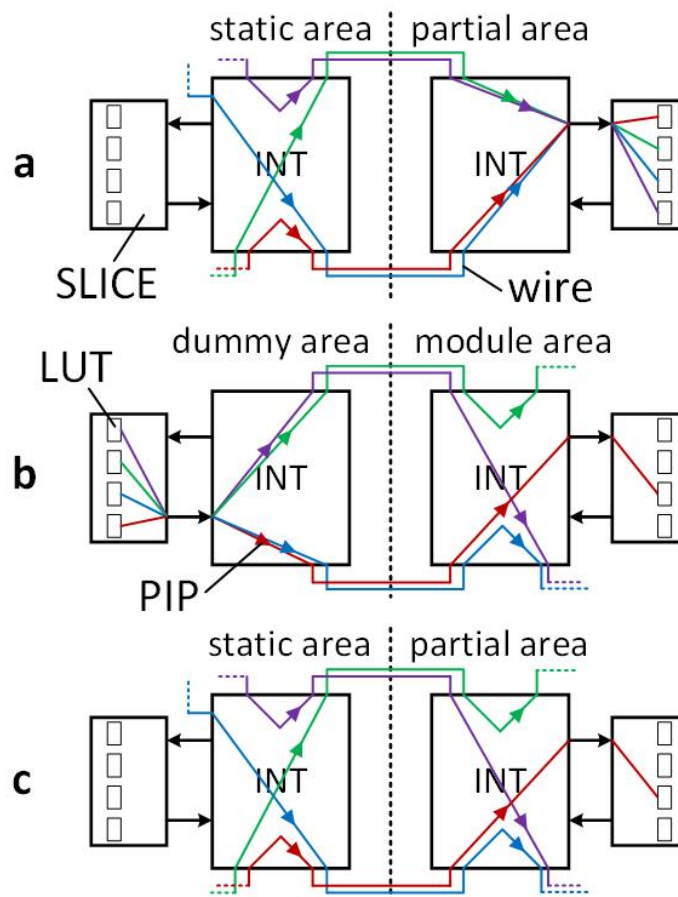 static area partial area
a
INT INT
SLICE
wire
dummy area module area
LUT
b
INT INT
PIP
static area partial area
c
INT INT